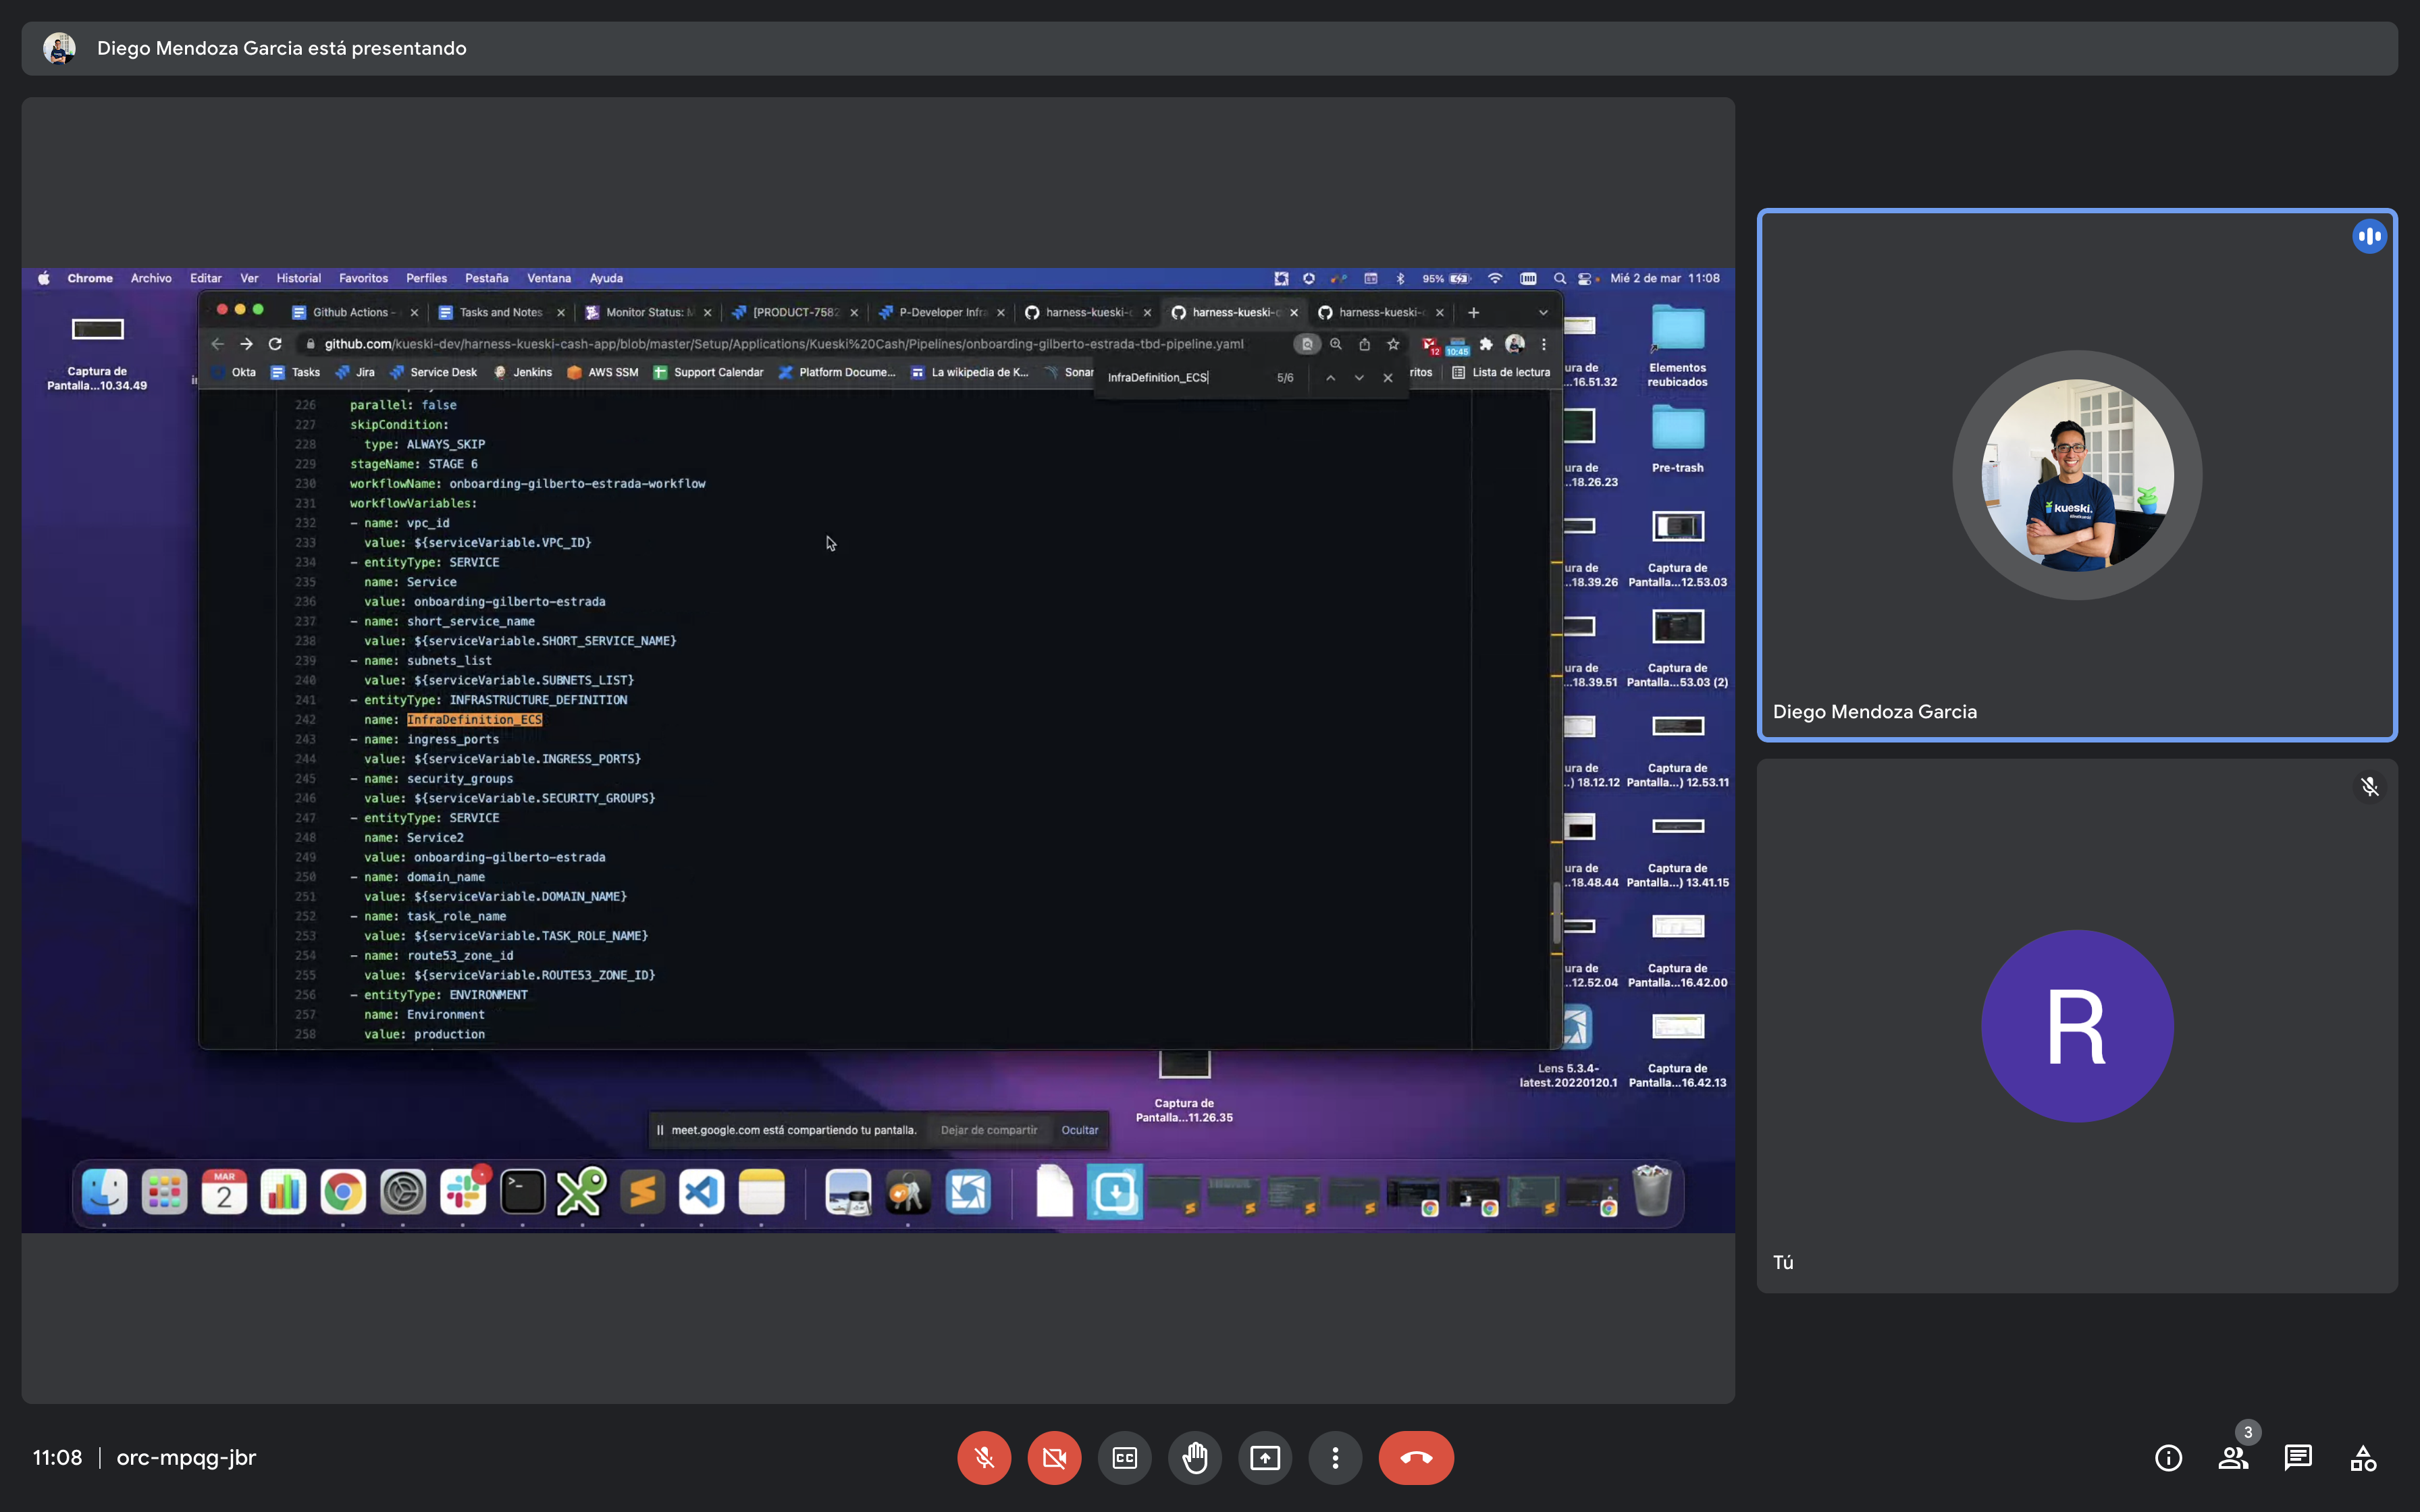 Diego Mendoza Garcia está presentando
Chrome Archivo Editar Ver Historial Favoritos Perfiles Pestaña Ventana Ayuda
95% Mié 2 de mar 11:08
Github Actions - Tasks and Notes Monitor Status: M [PRODUCT-7582 P-Developer Infra harness-kueski-c harness-kueski-c harness-kueski-c
github.com/kueski-dev/harness-kueski-cash-app/blob/master/Setup/Applications/Kueski%20Cash/Pipelines/onboarding-gilberto-estrada-tbd-pipeline.yaml
12 10:45
Okta Tasks Jira Service Desk Jenkins AWS SSM Support Calendar Platform Docume... La wikipedia de K... Sonar ritos Lista de lectura
InfraDefinition_ECS 5/6
226 parallel: false
227 skipCondition:
228 type: ALWAYS_SKIP
229 stageName: STAGE 6
230 workflowName: onboarding-gilberto-estrada-workflow
231 workflowVariables:
232 - name: vpc_id
233 value: ${serviceVariable.VPC_ID}
234 - entityType: SERVICE
235 name: Service
236 value: onboarding-gilberto-estrada
237 - name: short_service_name
238 value: ${serviceVariable.SHORT_SERVICE_NAME}
239 - name: subnets_list
240 value: ${serviceVariable.SUBNETS_LIST}
241 - entityType: INFRASTRUCTURE_DEFINITION
242 name: InfraDefinition_ECS
243 - name: ingress_ports
244 value: ${serviceVariable.INGRESS_PORTS}
245 - name: security_groups
246 value: ${serviceVariable.SECURITY_GROUPS}
247 - entityType: SERVICE
248 name: Service2
249 value: onboarding-gilberto-estrada
250 - name: domain_name
251 value: ${serviceVariable.DOMAIN_NAME}
252 - name: task_role_name
253 value: ${serviceVariable.TASK_ROLE_NAME}
254 - name: route53_zone_id
255 value: ${serviceVariable.ROUTE53_ZONE_ID}
256 - entityType: ENVIRONMENT
257 name: Environment
258 value: production
Captura de
Pantalla...10.34.49
ura de
...16.51.32
Elementos
reubicados
ura de
...18.26.23
Pre-trash
ura de
...18.39.26
Captura de
Pantalla...12.53.03
ura de
...18.39.51
Captura de
Pantalla...53.03 (2)
ura de
...) 18.12.12
Captura de
Pantalla...) 12.53.11
ura de
...18.48.44
Captura de
Pantalla...) 13.41.15
ura de
...12.52.04
Captura de
Pantalla...16.42.00
Lens 5.3.4-
latest.20220120.1
Captura de
Pantalla...16.42.13
Captura de
Pantalla...11.26.35
meet.google.com está compartiendo tu pantalla. Dejar de compartir Ocultar
MAR
2
kueski.
Diego Mendoza Garcia
R
Tú
11:08 | orc-mpqg-jbr
CC
3